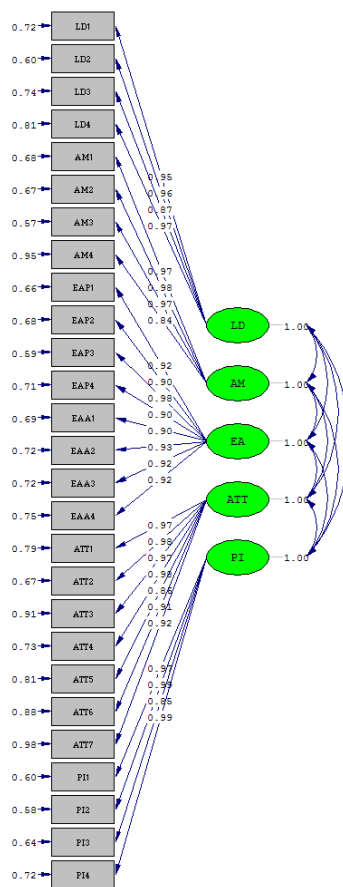 0.72 LD1
0.60 LD2
0.74 LD3
0.81 LD4
0.68 AM1
0.67 AM2
0.57 AM3
0.95 AM4
0.66 EAP1
0.68 EAP2
0.59 EAP3
0.71 EAP4
0.69 EAA1
0.72 EAA2
0.72 EAA3
0.75 EAA4
0.79 ATT1
0.67 ATT2
0.91 ATT3
0.73 ATT4
0.81 ATT5
0.88 ATT6
0.98 ATT7
0.60 PI1
0.58 PI2
0.64 PI3
0.72 PI4
0.95
0.96
0.87
0.97
0.97
0.98
0.97
0.84
0.92
0.90
0.98
0.90
0.90
0.93
0.92
0.92
0.97
0.98
0.97
0.98
0.86
0.91
0.92
0.97
0.99
0.85
0.99
LD 1.00
AM 1.00
EA 1.00
ATT 1.00
PI 1.00